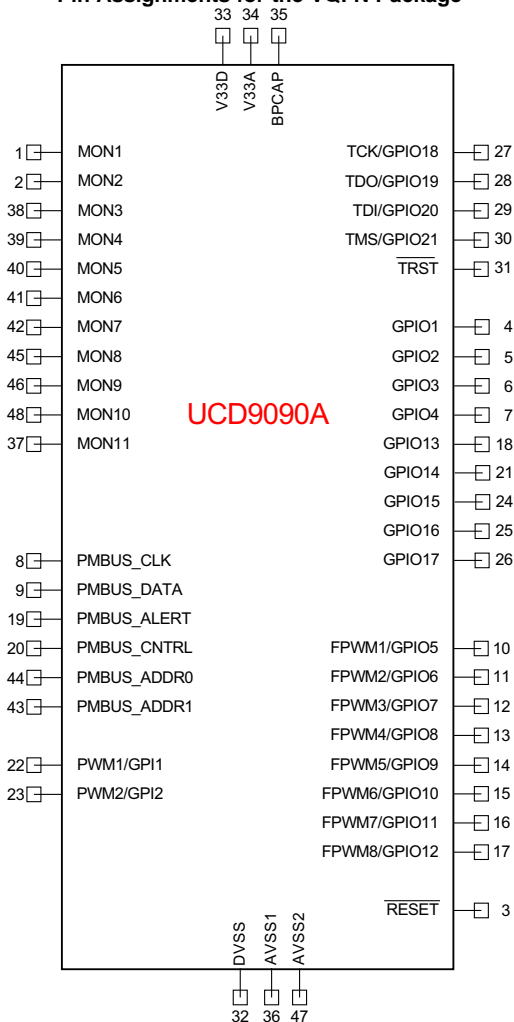 Pin Assignments for the VQFN Package
33 34 35
V33D V33A BPCAP
1 MON1 TCK/GPIO18 27
2 MON2 TDO/GPIO19 28
38 MON3 TDI/GPIO20 29
39 MON4 TMS/GPIO21 30
40 MON5 TRST 31
41 MON6
42 MON7 GPIO1 4
45 MON8 GPIO2 5
46 MON9 GPIO3 6
48 MON10 UCD9090A GPIO4 7
37 MON11 GPIO13 18
GPIO14 21
GPIO15 24
GPIO16 25
8 PMBUS_CLK GPIO17 26
9 PMBUS_DATA
19 PMBUS_ALERT
20 PMBUS_CNTRL FPWM1/GPIO5 10
44 PMBUS_ADDR0 FPWM2/GPIO6 11
43 PMBUS_ADDR1 FPWM3/GPIO7 12
FPWM4/GPIO8 13
22 PWM1/GPI1 FPWM5/GPIO9 14
23 PWM2/GPI2 FPWM6/GPIO10 15
FPWM7/GPIO11 16
FPWM8/GPIO12 17
RESET 3
DVSS AVSS1 AVSS2
32 36 47